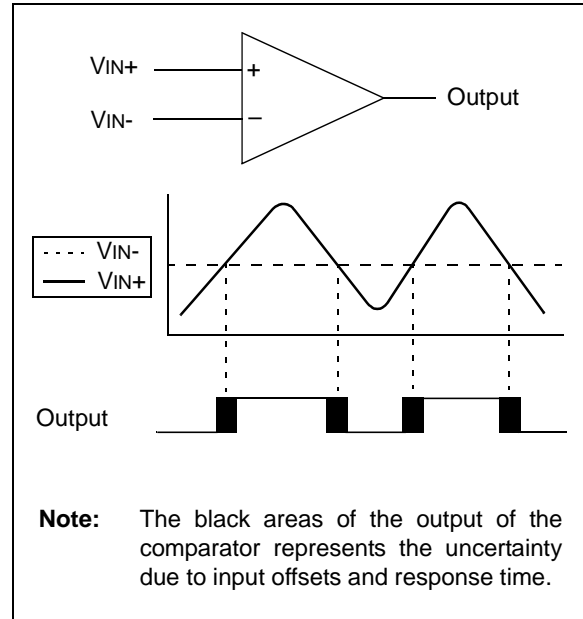 VIN+
+
Output
VIN-
–
VIN-
VIN+
Output
Note: The black areas of the output of the
comparator represents the uncertainty
due to input offsets and response time.